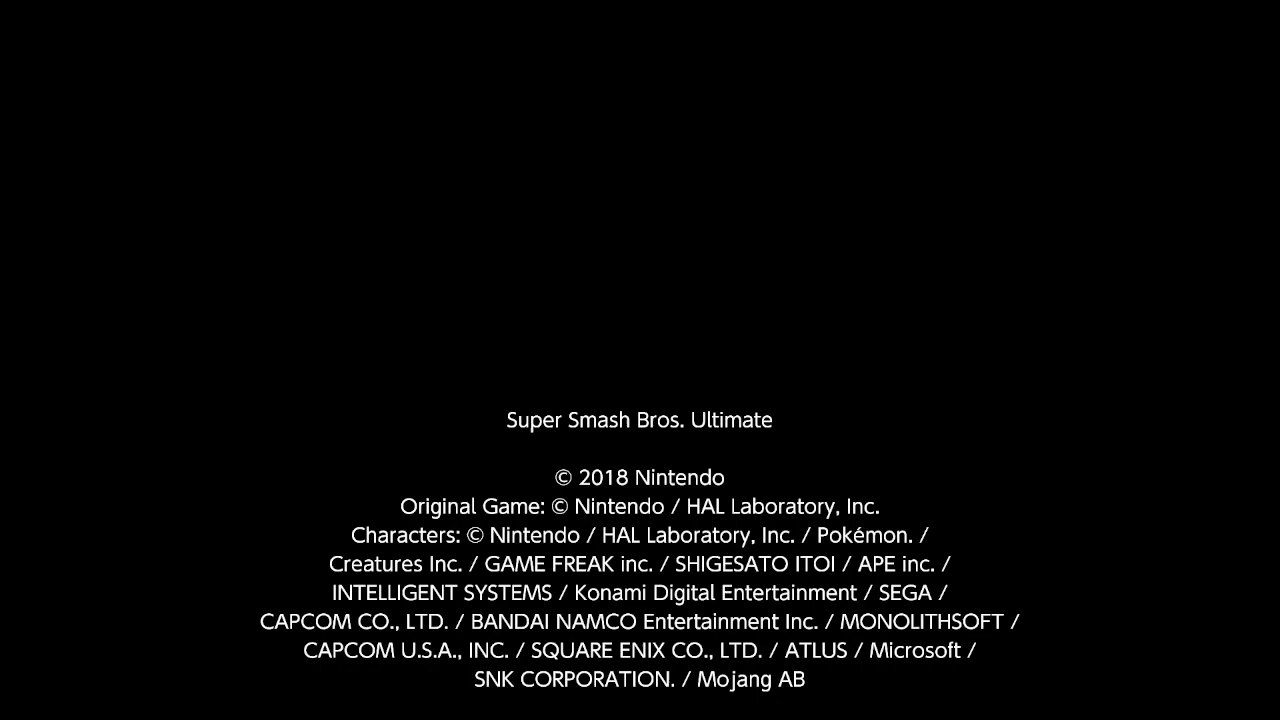 Super Smash Bros. Ultimate
© 2018 Nintendo
Original Game: © Nintendo / HAL Laboratory, Inc.
Characters: © Nintendo / HAL Laboratory, Inc. / Pokémon. /
Creatures Inc. / GAME FREAK inc. / SHIGESATO ITOI / APE inc. /
INTELLIGENT SYSTEMS / Konami Digital Entertainment / SEGA /
CAPCOM CO., LTD. / BANDAI NAMCO Entertainment Inc. / MONOLITHSOFT /
CAPCOM U.S.A., INC. / SQUARE ENIX CO., LTD. / ATLUS / Microsoft /
SNK CORPORATION. / Mojang AB